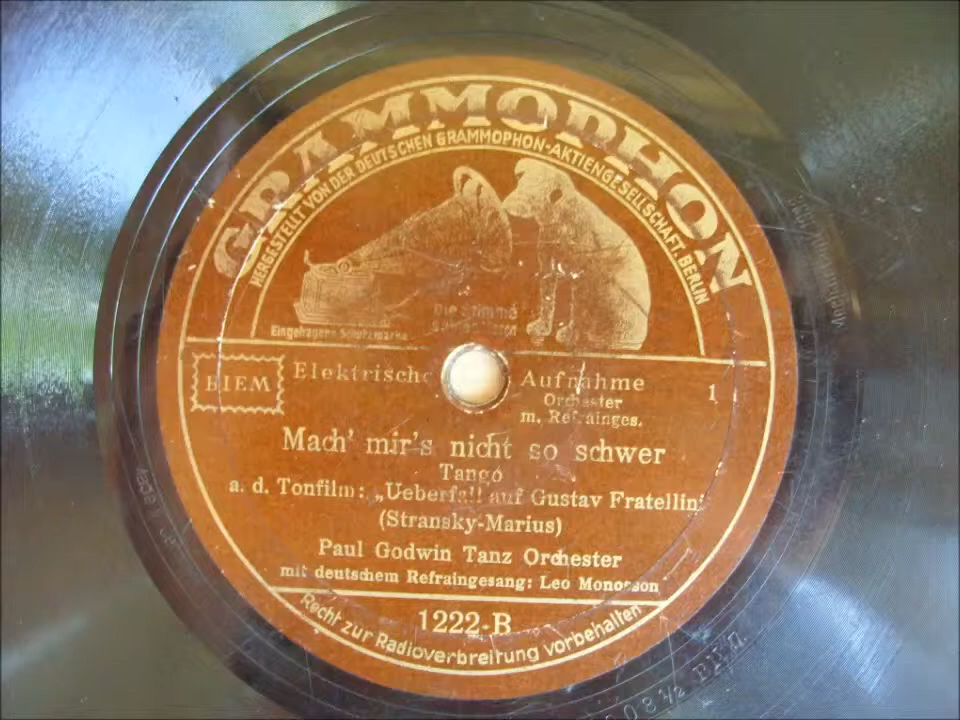 GRAMMOPHON
HERGESTELLT VON DER DEUTSCHEN GRAMMOPHON-AKTIENGESELLSCHAFT. BERLIN
Die Stimme
Eingetragene Schutzmarke
BIEM
Elektrische Aufnahme
1
Orchester
m. Refrainges.
Mach' mir's nicht so schwer
Tango
a. d. Tonfilm: „Ueberfall auf Gustav Fratellini
(Stransky-Marius)
Paul Godwin Tanz Orchester
mit deutschem Refraingesang: Leo Monosson
1222-B
Recht zur Radioverbreitung vorbehalten